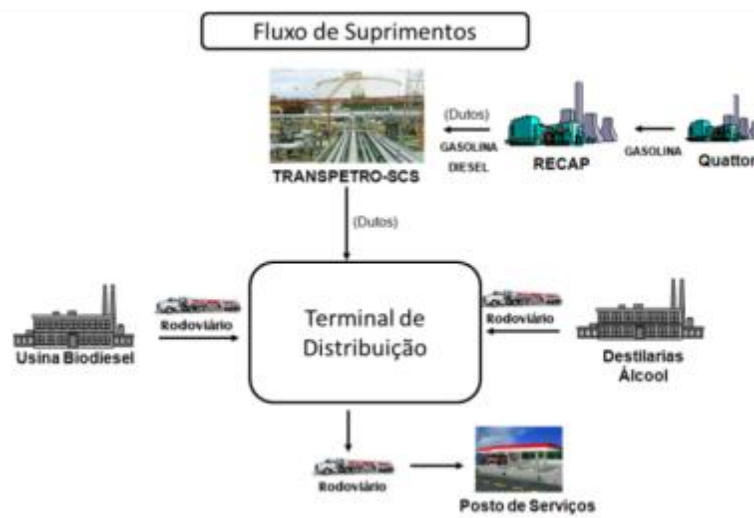 Fluxo de Suprimentos
(Dutos)
GASOLINA
DIESEL
GASOLINA
TRANSPETRO-SCS
RECAP
Quattor
(Dutos)
Rodoviário
Rodoviário
Terminal de
Distribuição
Usina Biodiesel
Destilarias
Álcool
Rodoviário
Posto de Serviços